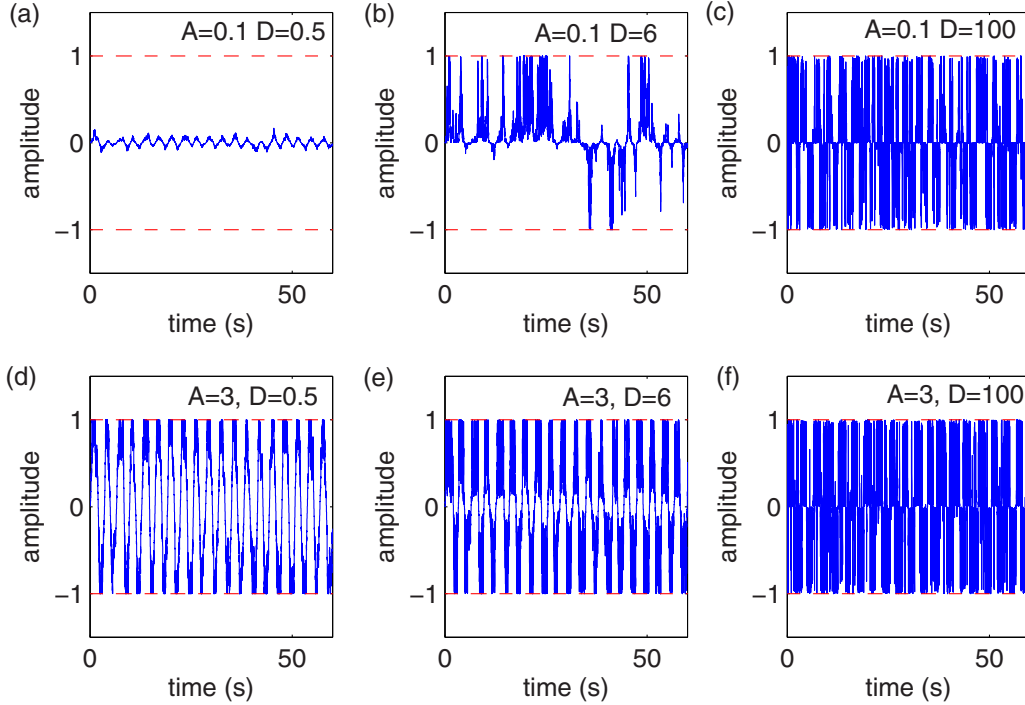 (a)
A=0.1 D=0.5
1
0
−1
amplitude
0
50
time (s)
(b)
A=0.1 D=6
1
0
−1
amplitude
0
50
time (s)
(c)
A=0.1 D=100
1
0
−1
amplitude
0
50
time (s)
(d)
A=3, D=0.5
1
0
−1
amplitude
0
50
time (s)
(e)
A=3, D=6
1
0
−1
amplitude
0
50
time (s)
(f)
A=3, D=100
1
0
−1
amplitude
0
50
time (s)